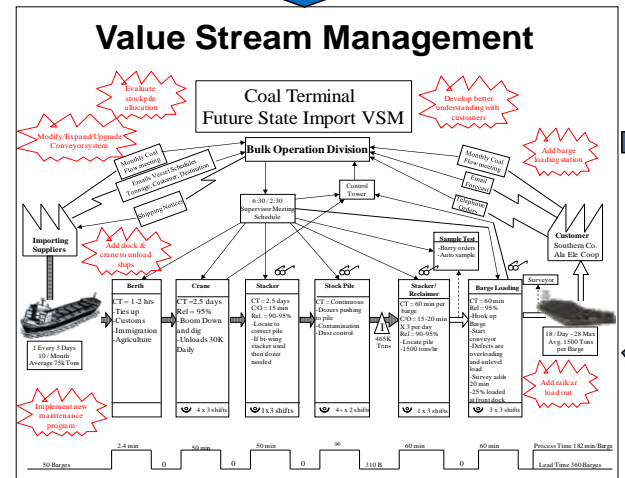 Value Stream Management
Coal Terminal
Future State Import VSM
Evaluate
stockpile
allocation
Develop better
understanding with
customers
Modify/Expand/Upgrade
Conveyor system
Add barge
loading station
Bulk Operation Division
Monthly Coal
Flow meeting
Emails Vessel Schedules
Tonnage, Customer, Destination
Shipping Notices
Monthly Coal
Flow meeting
Email
Forecast
Telephone
Orders
Control
Tower
6:30 / 2:30
Supervisor Meeting
Schedule
Importing
Suppliers
Customer
Southern Co.
Ala Ele Coop
Add dock &
crane to unload
ships
Sample Test
-Barry orders
-Auto sample
Surveyor
Berth
CT = 1-2 hrs
-Ties up
-Customs
-Immigration
-Agriculture
Crane
CT =2.5 days
Rel = 95%
-Boom Down
and dig
-Unloads 30K
Daily
4 x 3 shifts
Stacker
CT = 2.5 days
C/O = 15 min
Rel. = 90-95%
-Locate to
correct pile
-If bi-wing
stacker used
then dozer
needed
1x3 shifts
Stock Pile
CT =Continuous
-Dozers pushing
to pile
-Contamination
-Dust control
4+ x 2 shifts
I
465K
Tons
Stacker/
Reclaimer
CT = 60 min per
barge
C/O = 15-20 min
X 3 per day
Rel= 90-95%
-Locate pile
-1500 tons/hr
1 x 3 shifts
Barge Loading
CT = 60 min
Rel= 95%
-Hook up
Barge
-Start
conveyor
-Defects are
overloading
and unlevel
load
-Survey adds
20 min
-25% loaded
at front dock
3 x 3 shifts
1 Every 3 Days
10 / Month
Average 75k Tons
18 / Day - 28 Max
Avg. 1500 Tons
per Barge
Implement new
maintenance
program
Add railcar
load out
2.4 min
50 min
50 min
∞
60 min
60 min
Process Time 182min/Barge
50 Barges
0
0
0
310 B
0
Lead Time 360Barges